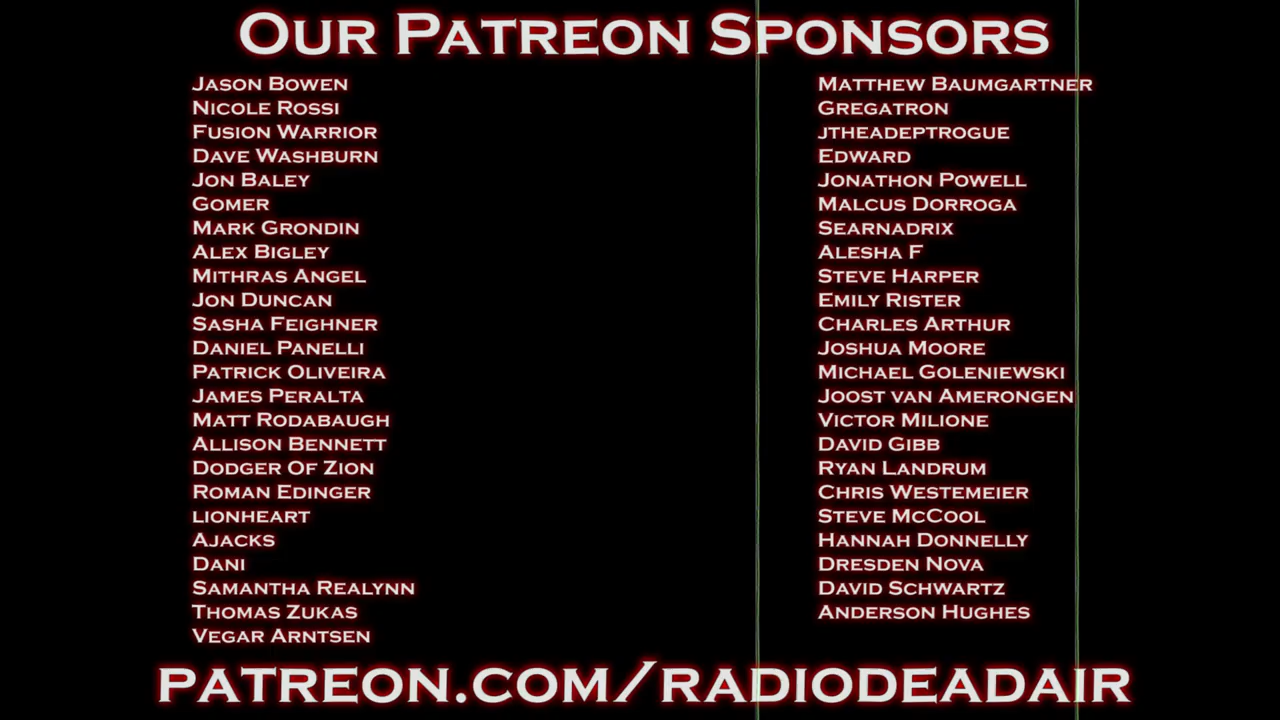 Our Patreon Sponsors
Jason Bowen
Nicole Rossi
Fusion Warrior
Dave Washburn
Jon Baley
Gomer
Mark Grondin
Alex Bigley
Mithras Angel
Jon Duncan
Sasha Feighner
Daniel Panelli
Patrick Oliveira
James Peralta
Matt Rodabaugh
Allison Bennett
Dodger Of Zion
Roman Edinger
lionheart
Ajacks
Dani
Samantha Realynn
Thomas Zukas
Vegar Arntsen
Matthew Baumgartner
Gregatron
jtheadeptrogue
Edward
Jonathon Powell
Malcus Dorroga
Searnadrix
Alesha F
Steve Harper
Emily Rister
Charles Arthur
Joshua Moore
Michael Goleniewski
Joost van Amerongen
Victor Milione
David Gibb
Ryan Landrum
Chris Westemeier
Steve McCool
Hannah Donnelly
Dresden Nova
David Schwartz
Anderson Hughes
patreon.com/radiodeadair